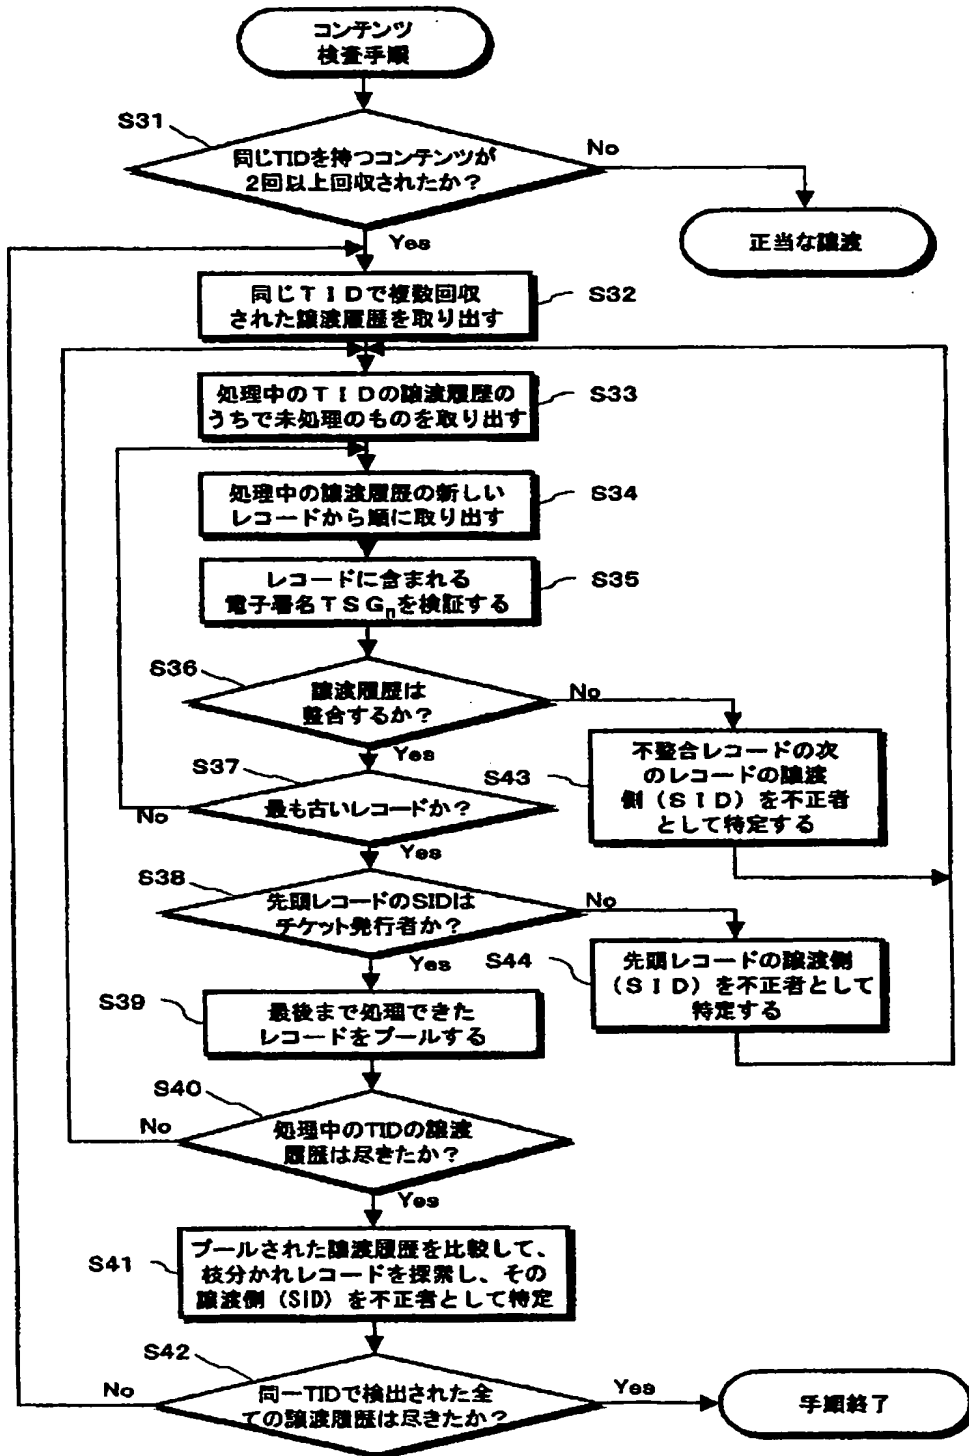 コンテンツ
検査手順
S31
同じTIDを持つコンテンツが
2回以上回収されたか?
No
正当な譲渡
Yes
同じTIDで複数回収
された譲渡履歴を取り出す
S32
処理中のTIDの譲渡履歴の
うちで未処理のものを取り出す
S33
処理中の譲渡履歴の新しい
レコードから順に取り出す
S34
レコードに含まれる
電子署名TSGnを検証する
S35
S36
譲渡履歴は
整合するか?
No
Yes
S43
不整合レコードの次
のレコードの譲渡
側(SID)を不正者
として特定する
S37
最も古いレコードか?
No
Yes
S38
先頭レコードのSIDは
チケット発行者か?
No
Yes
S44
先頭レコードの譲渡側
(SID)を不正者として
特定する
S39
最後まで処理できた
レコードをプールする
S40
処理中のTIDの譲渡
履歴は尽きたか?
No
Yes
S41
プールされた譲渡履歴を比較して、
枝分かれレコードを探索し、その
譲渡側(SID)を不正者として特定
S42
同一TIDで検出された全
ての譲渡履歴は尽きたか?
No
Yes
手順終了